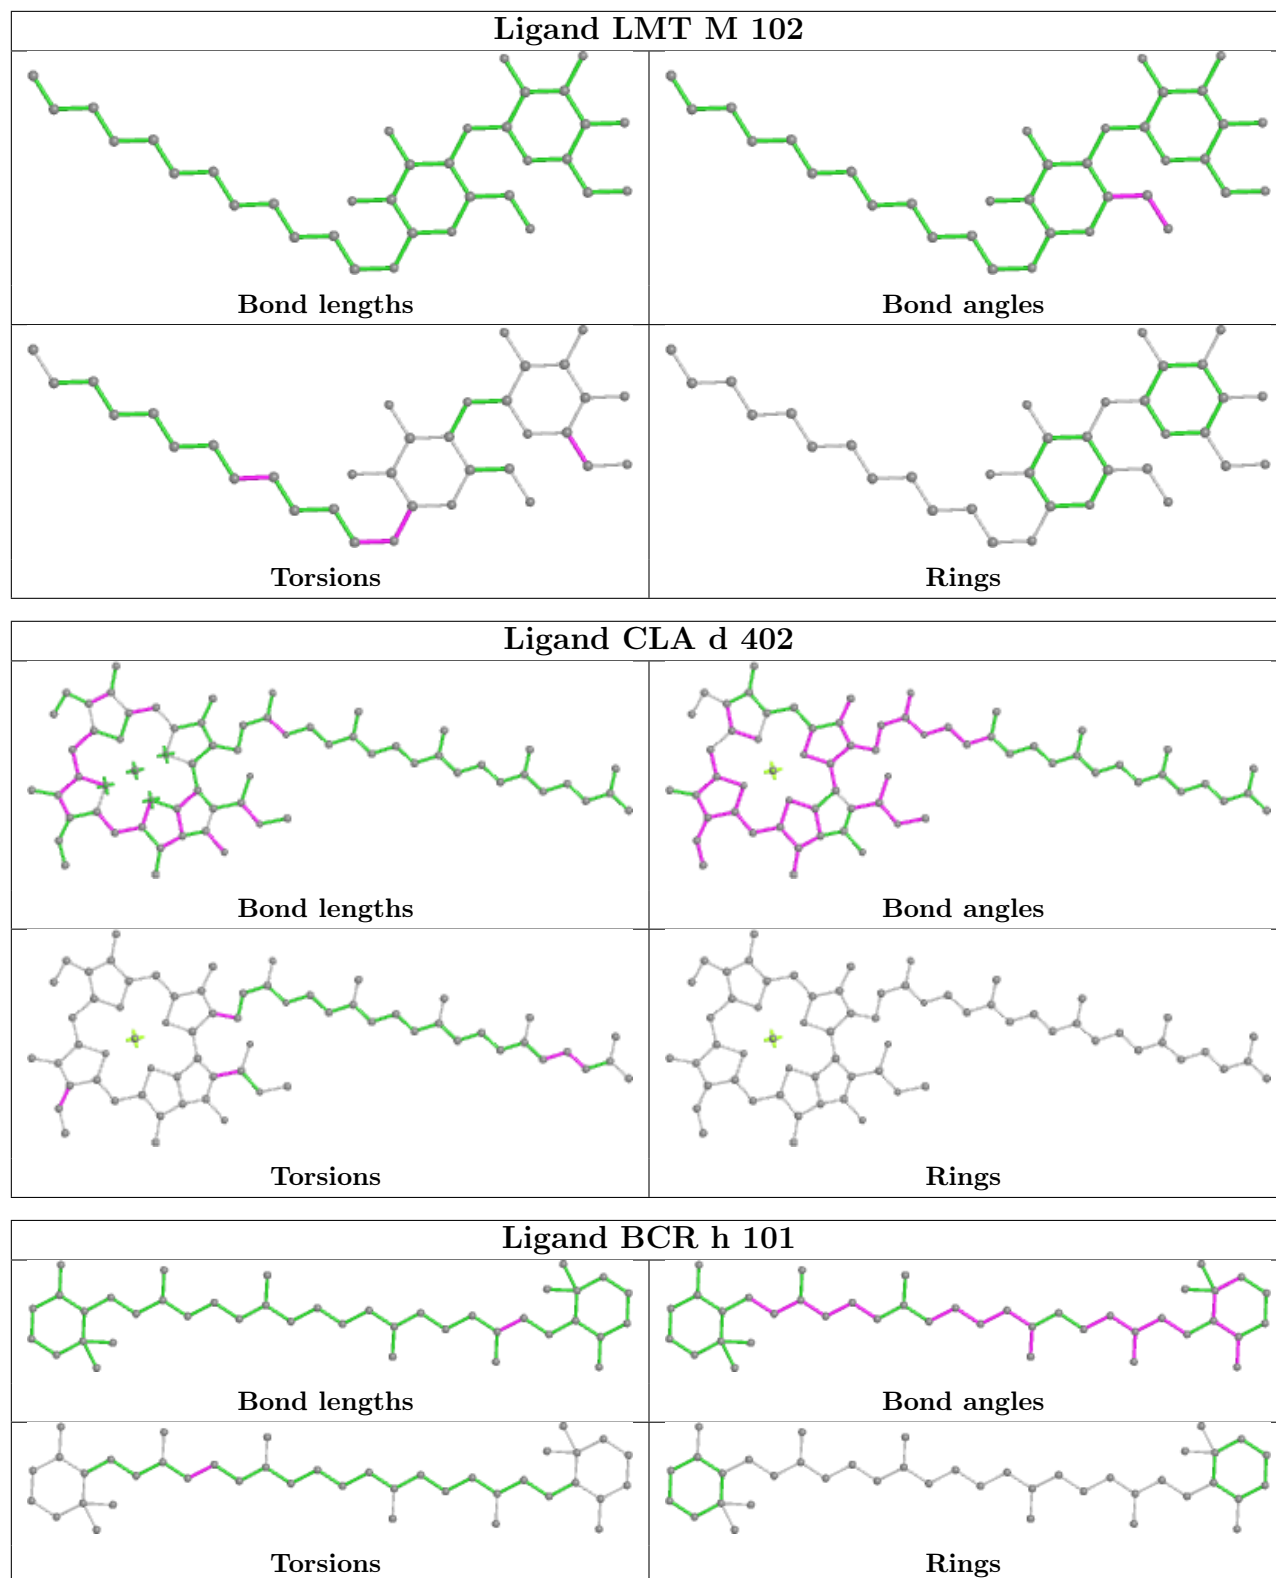 Ligand LMT M 102
Bond lengths
Bond angles
Torsions
Rings
Ligand CLA d 402
Bond lengths
Bond angles
Torsions
Rings
Ligand BCR h 101
Bond lengths
Bond angles
Torsions
Rings